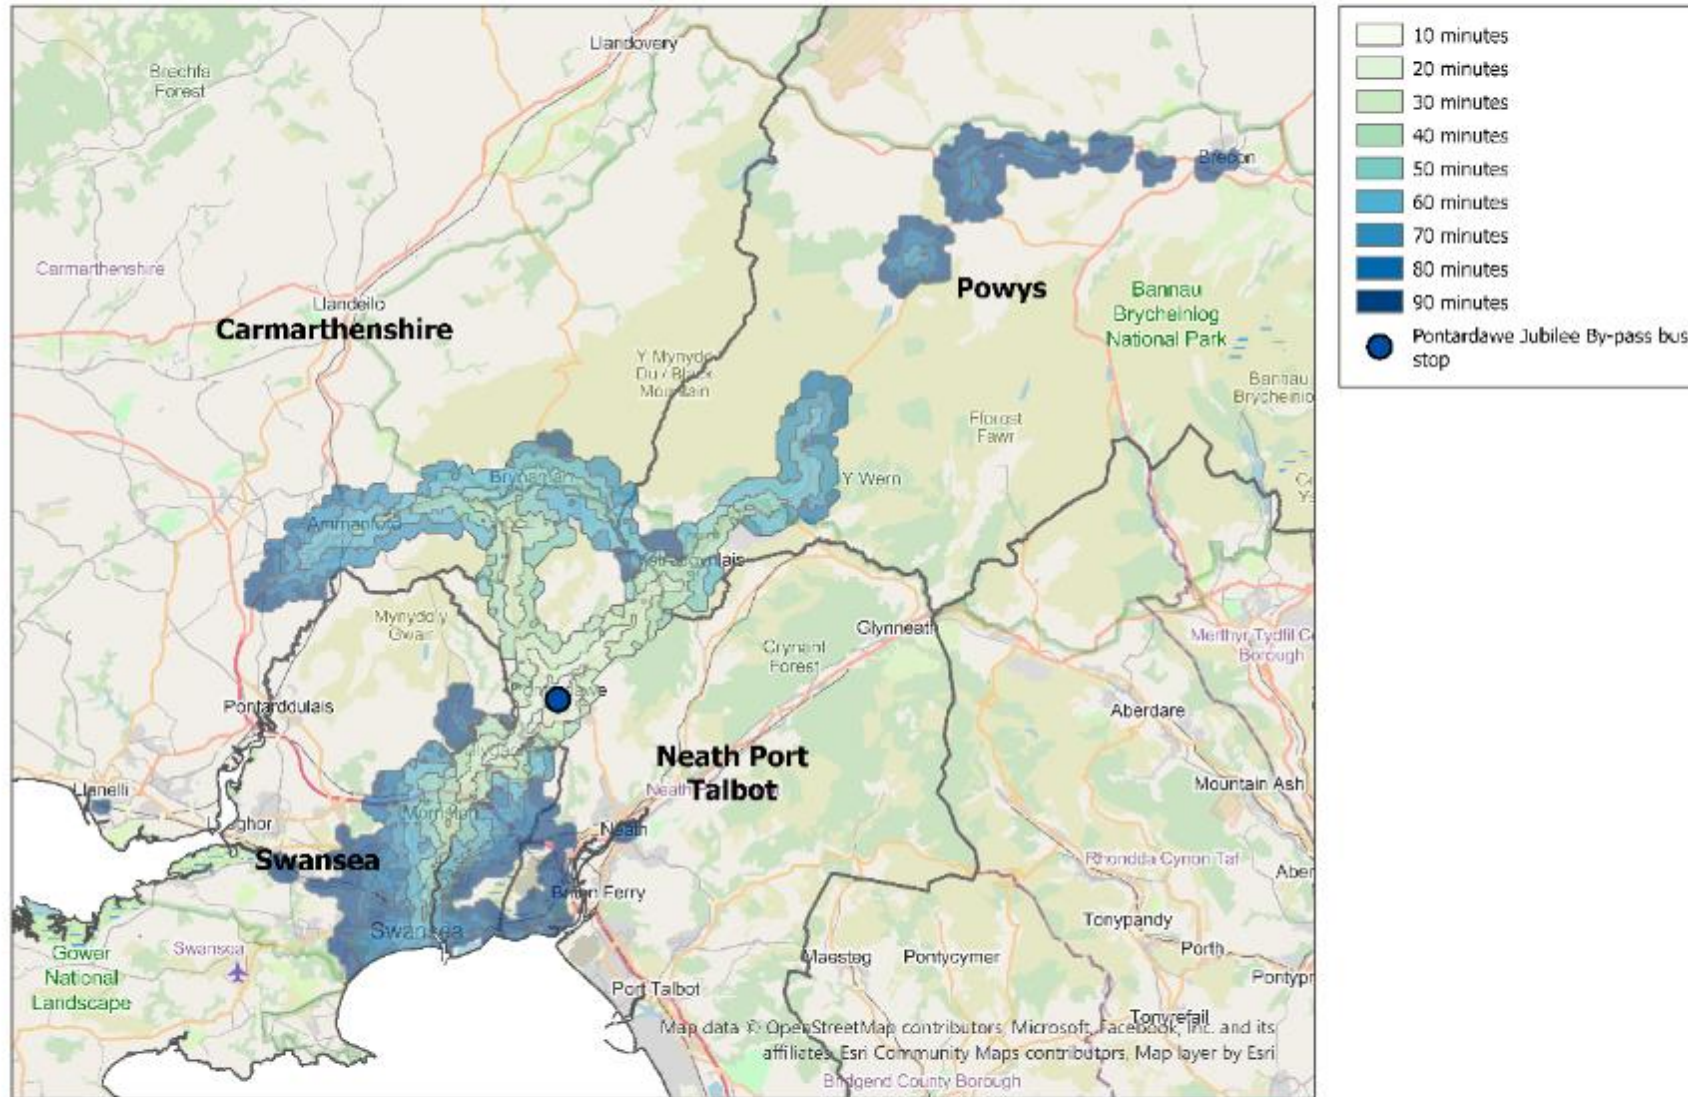 Llandovery
Brechfa
Forest
Brecon
Carmarthenshire
Llandeilo
Carmarthenshire
Powys
Bannau
Brycheiniog
National Park
Y Mynydd
Du / Black
Mountain
Bannau
Fforest
Fawr
Y Wern
Ammanford
Mynydd y
Gwair
Glynneath
Crynant
Forest
Merthyr Tydfil
Borough
Pontarddulais
Aberdare
Neath Port
Talbot
Mountain Ash
Llanelli
Neath
Swansea
Rhondda Cynon Taf
Briton Ferry
Swansea
Tonypandy
Swansea
Porth
Gower
National
Landscape
Maesteg
Pontycymer
Port Talbot
Tonyrefail
Map data © OpenStreetMap contributors, Microsoft, Facebook, Inc. and its
affiliates, Esri Community Maps contributors, Map layer by Esri
Bridgend County Borough
10 minutes
20 minutes
30 minutes
40 minutes
50 minutes
60 minutes
70 minutes
80 minutes
90 minutes
Pontardawe Jubilee By-pass bus
stop